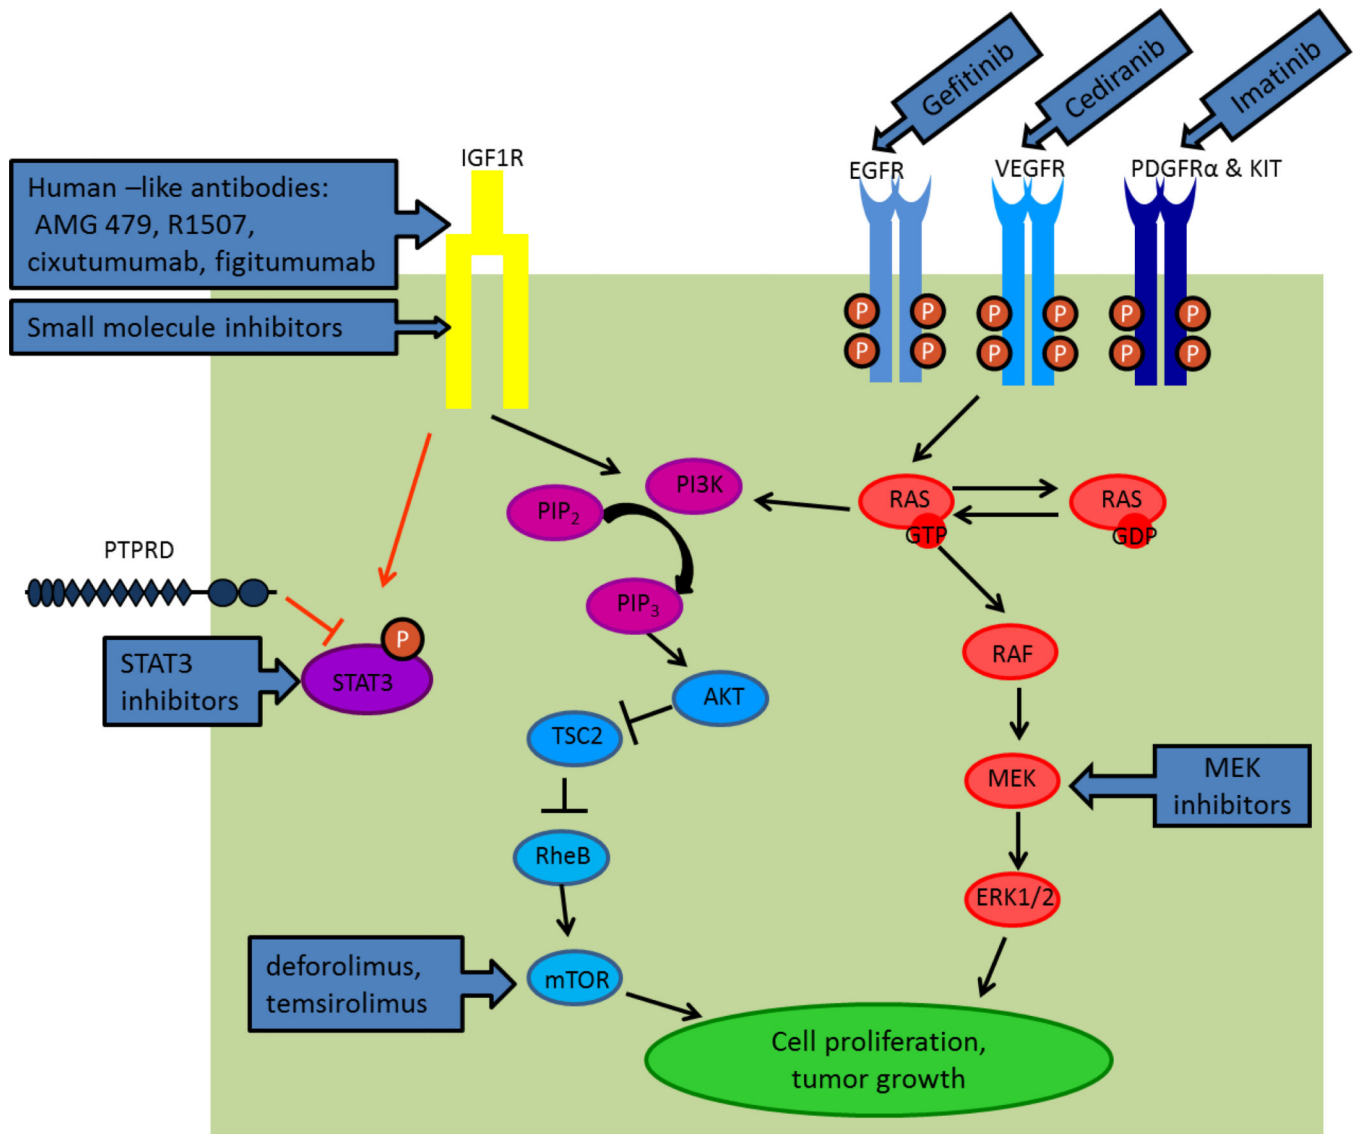 Gefitinib
Cediranib
Imatinib
IGF1R
EGFR
VEGFR
PDGFRα & KIT
Human –like antibodies:
AMG 479, R1507,
cixutumumab, figitumumab
Small molecule inhibitors
P P P P P P
P P P P P P
PI3K
PIP2
RAS
GTP
RAS
GDP
PTPRD
PIP3
P
STAT3
STAT3
inhibitors
RAF
AKT
TSC2
MEK
MEK
inhibitors
RheB
ERK1/2
deforolimus,
temsirolimus
mTOR
Cell proliferation,
tumor growth